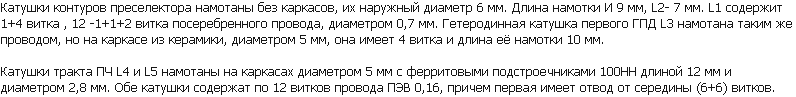 Катушки контуров преселектора намотаны без каркасов, их наружный диаметр 6 мм. Длина намотки И 9 мм, L2- 7 мм. L1 содержит
1+4 витка , 12 -1+1+2 витка посеребренного провода, диаметром 0,7 мм. Гетеродинная катушка первого ГПД L3 намотана таким же
проводом, но на каркасе из керамики, диаметром 5 мм, она имеет 4 витка и длина её намотки 10 мм.
Катушки тракта ПЧ L4 и L5 намотаны на каркасах диаметром 5 мм с ферритовыми подстроечниками 100НН длиной 12 мм и
диаметром 2,8 мм. Обе катушки содержат по 12 витков провода ПЭВ 0,16, причем первая имеет отвод от середины (6+6) витков.